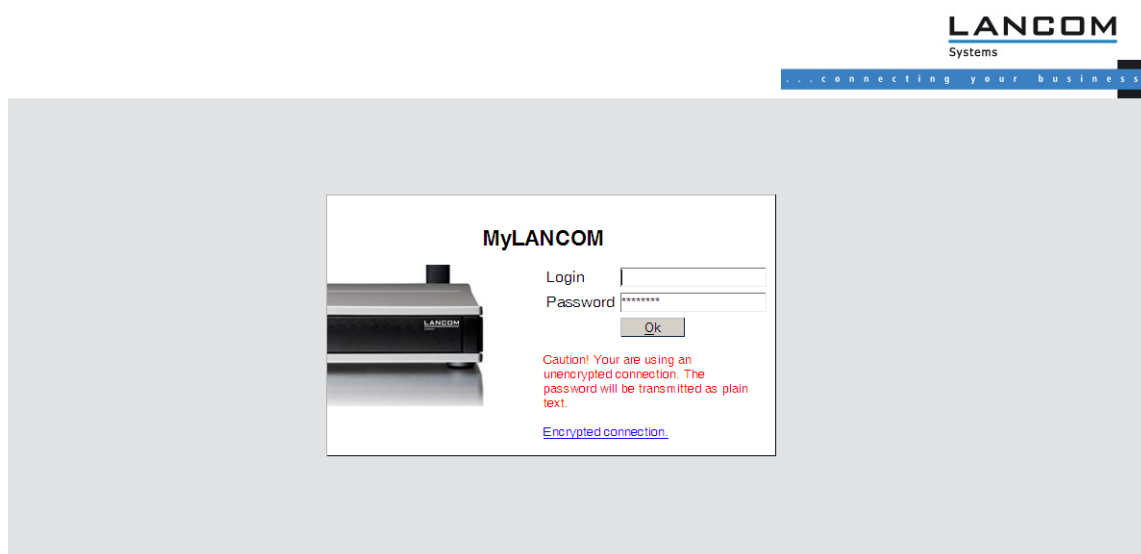 LANCOM
Systems
...connecting your business
MyLANCOM
LANCOM
Login
Password ********
Ok
Caution! Your are using an
unencrypted connection. The
password will be transmitted as plain
text.
Encrypted connection.